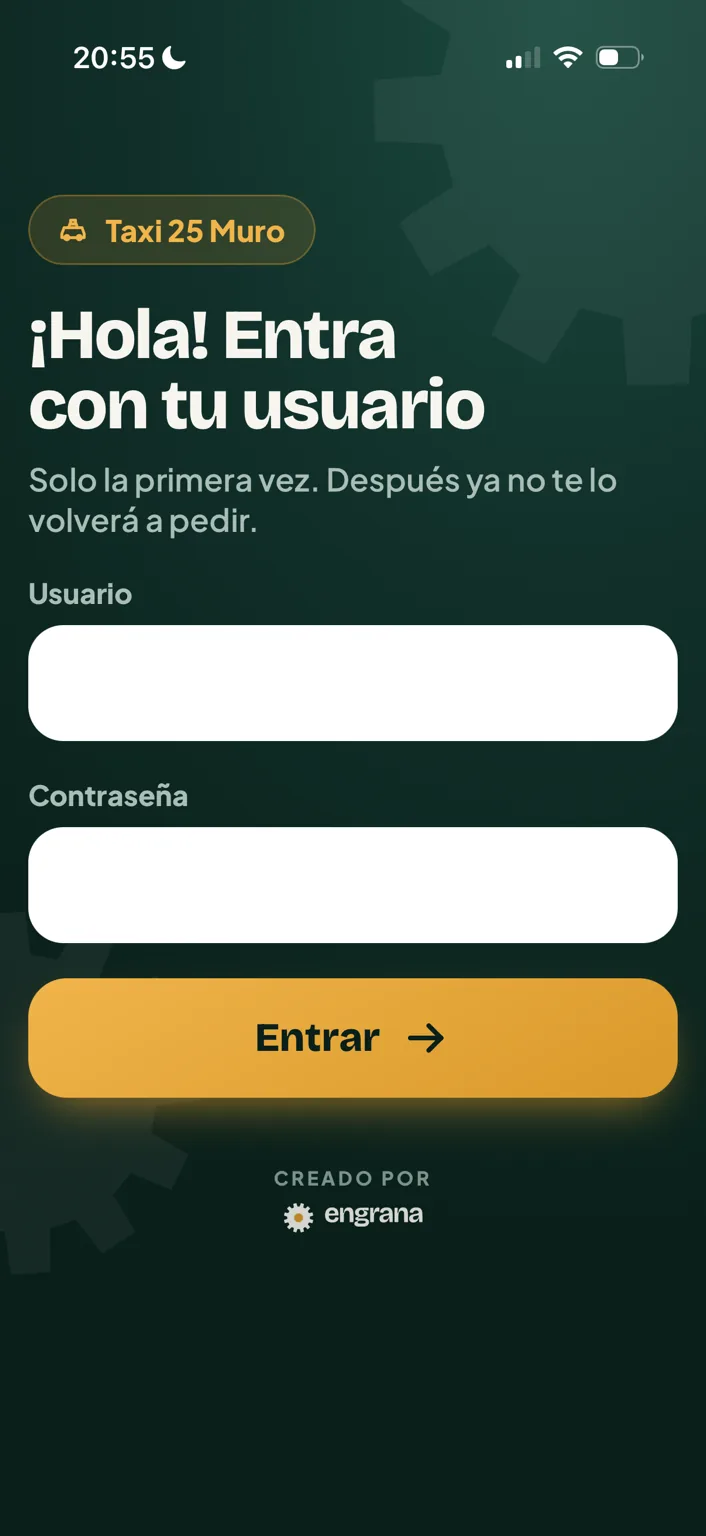 20:55
Taxi 25 Muro
¡Hola! Entra
con tu usuario
Solo la primera vez. Después ya no te lo
volverá a pedir.
Usuario
Contraseña
Entrar →
CREADO POR
engrana